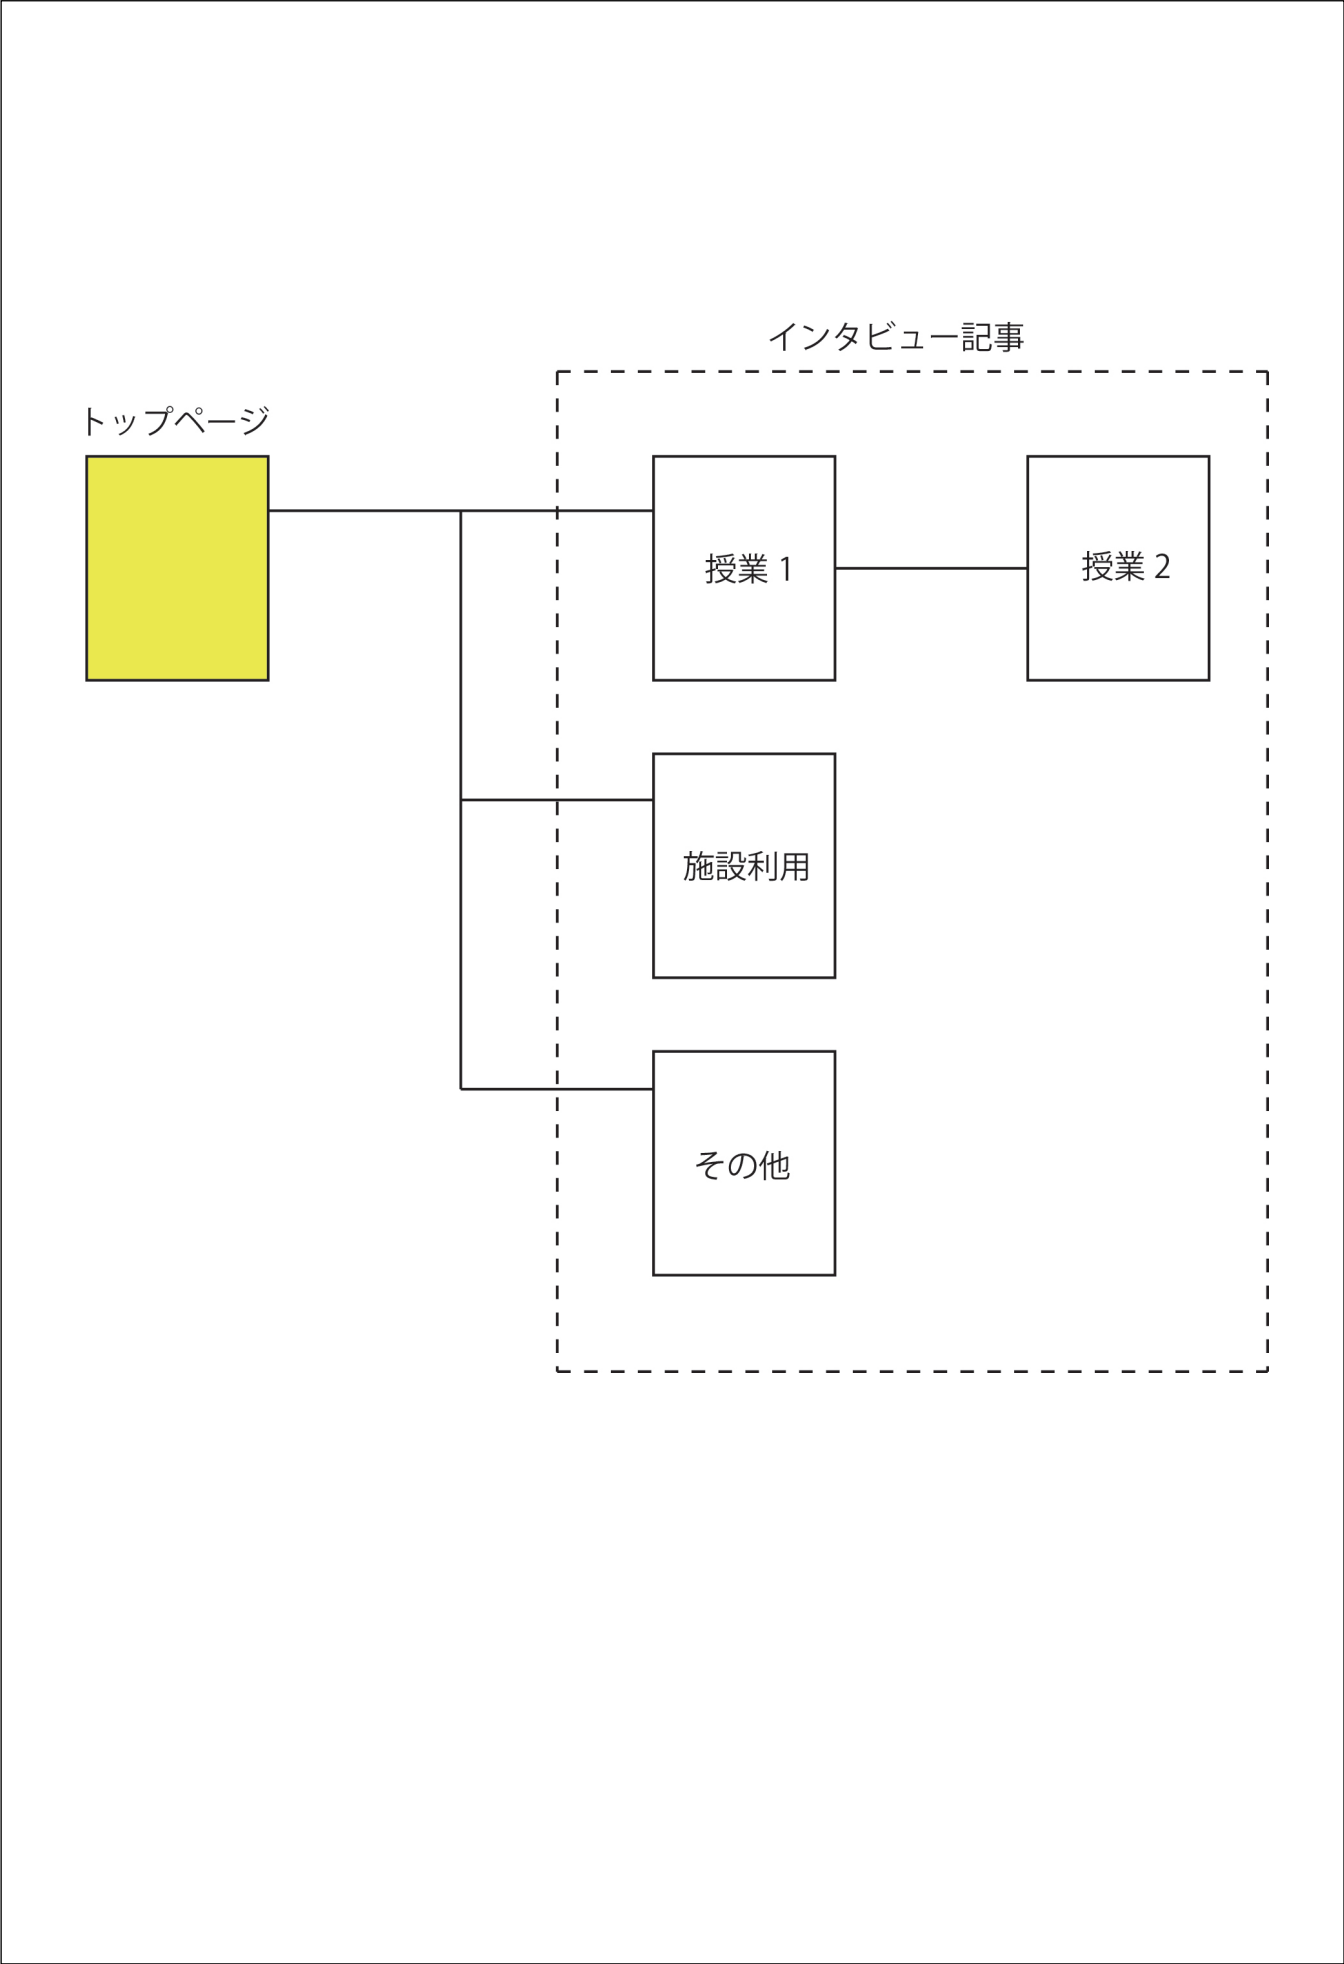 インタビュー記事
トップページ
授業 1
授業 2
施設利用
その他